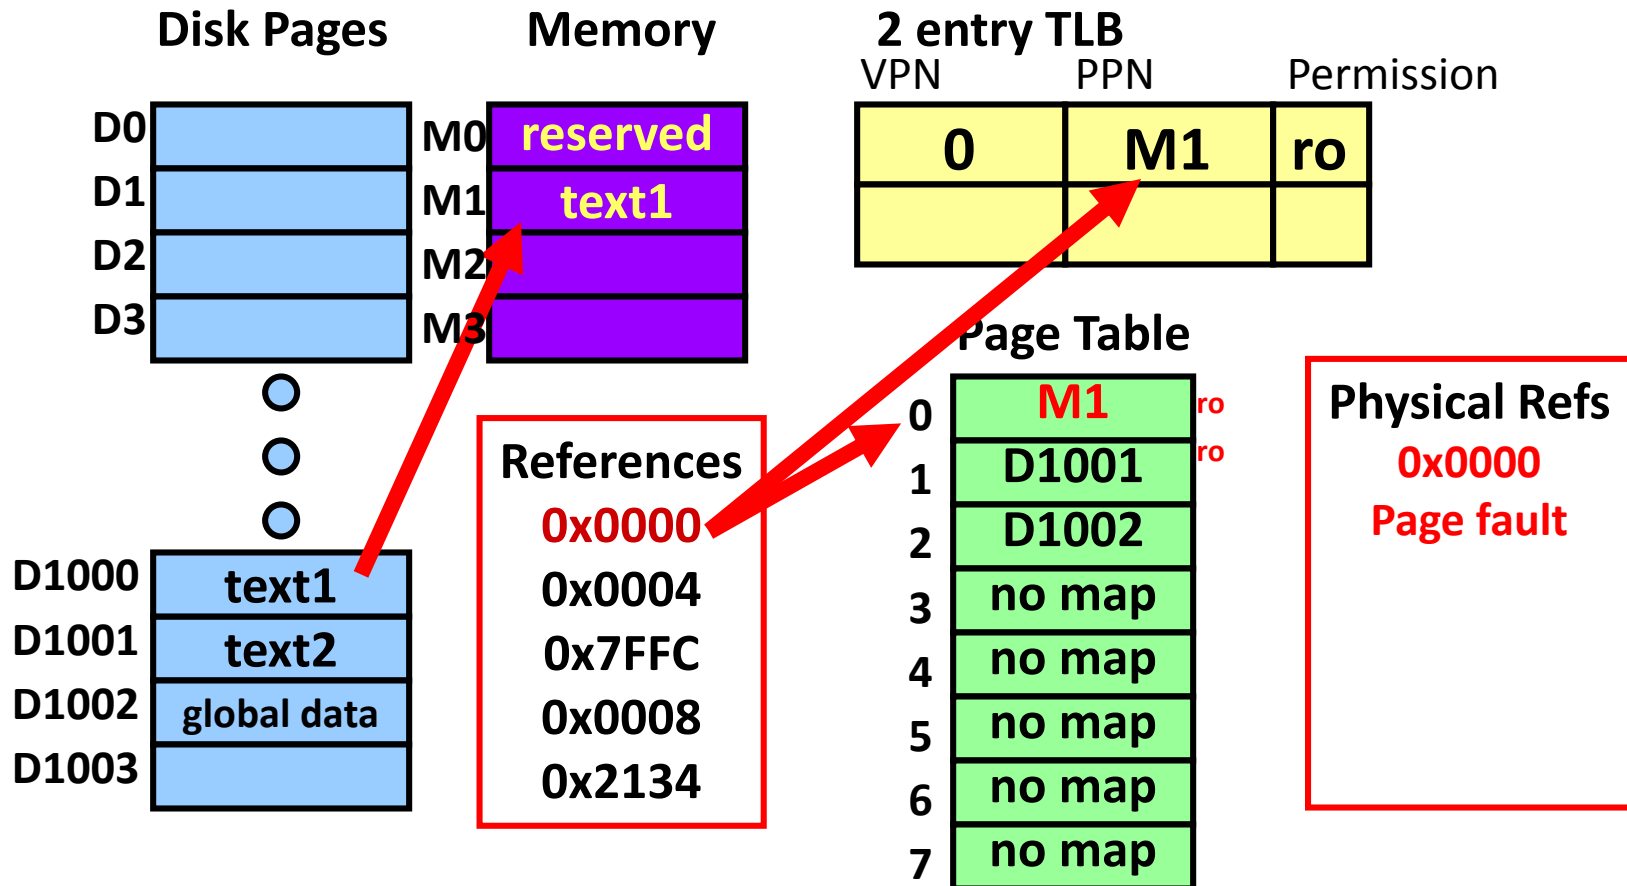 Disk Pages
D0
D1
D2
D3
D1000 text1
D1001 text2
D1002 global data
D1003
Memory
M0 reserved
M1 text1
M2
M3
References
0x0000
0x0004
0x7FFC
0x0008
0x2134
2 entry TLB
VPN PPN Permission
0 M1 ro
Page Table
0 M1 ro
1 D1001 ro
2 D1002
3 no map
4 no map
5 no map
6 no map
7 no map
Physical Refs
0x0000
Page fault